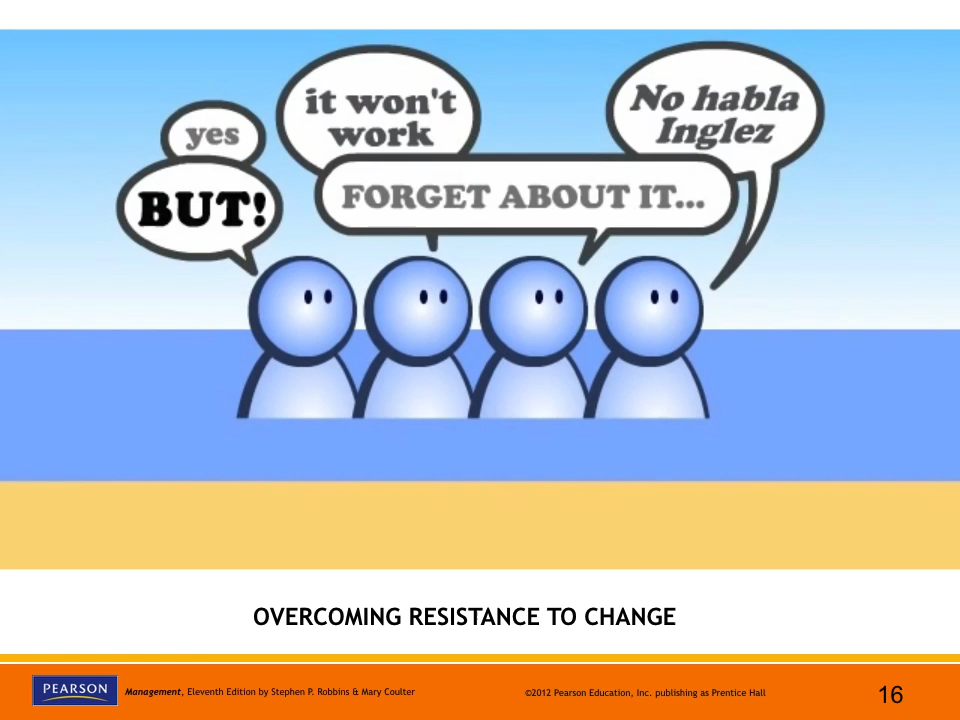 yes
BUT!
it won't
work
FORGET ABOUT IT...
No habla
Inglez
OVERCOMING RESISTANCE TO CHANGE
PEARSON
Management, Eleventh Edition by Stephen P. Robbins & Mary Coulter
©2012 Pearson Education, Inc. publishing as Prentice Hall
16